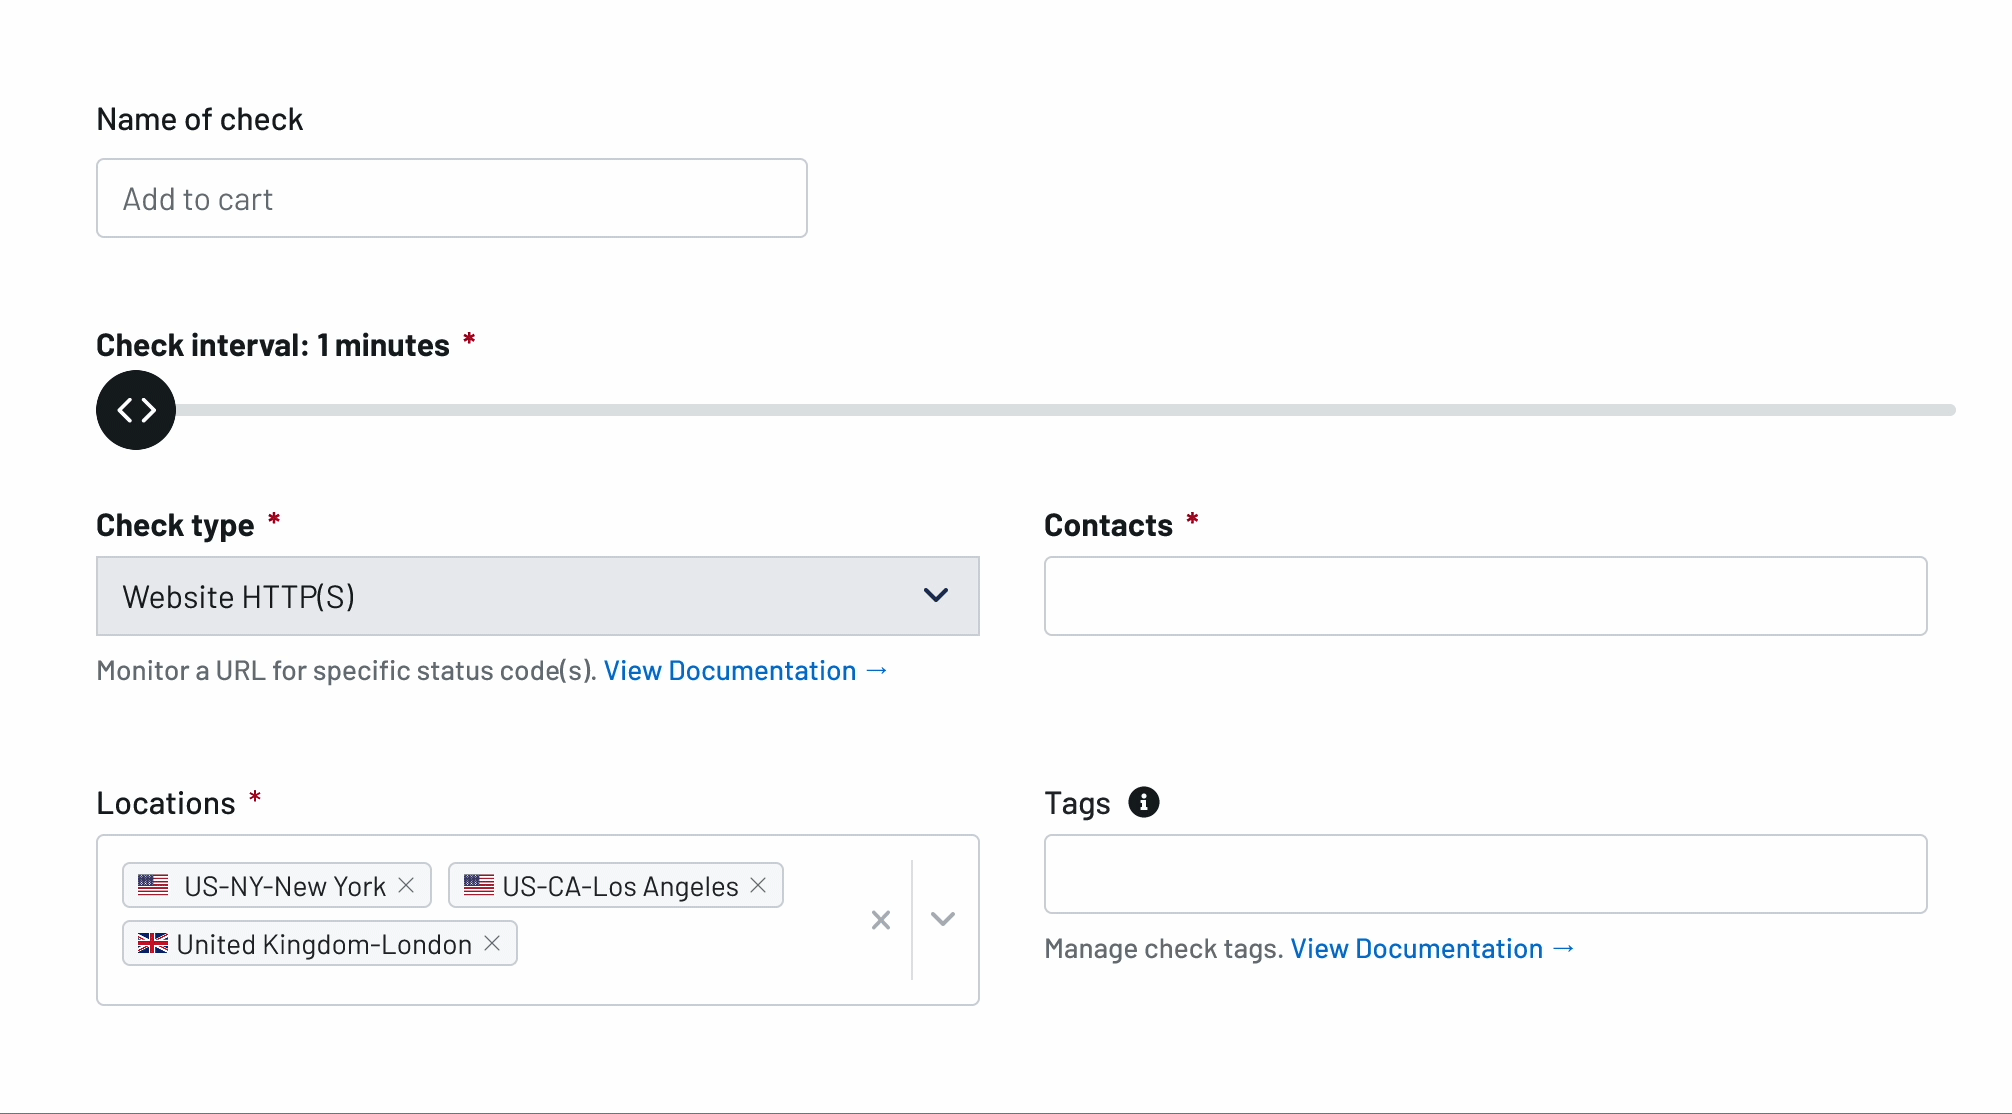 Name of check
Add to cart
Check interval: 1 minutes *
Check type *
Website HTTP(S)
Monitor a URL for specific status code(s). View Documentation →
Contacts *
Locations *
US-NY-New York
US-CA-Los Angeles
United Kingdom-London
Tags
Manage check tags. View Documentation →